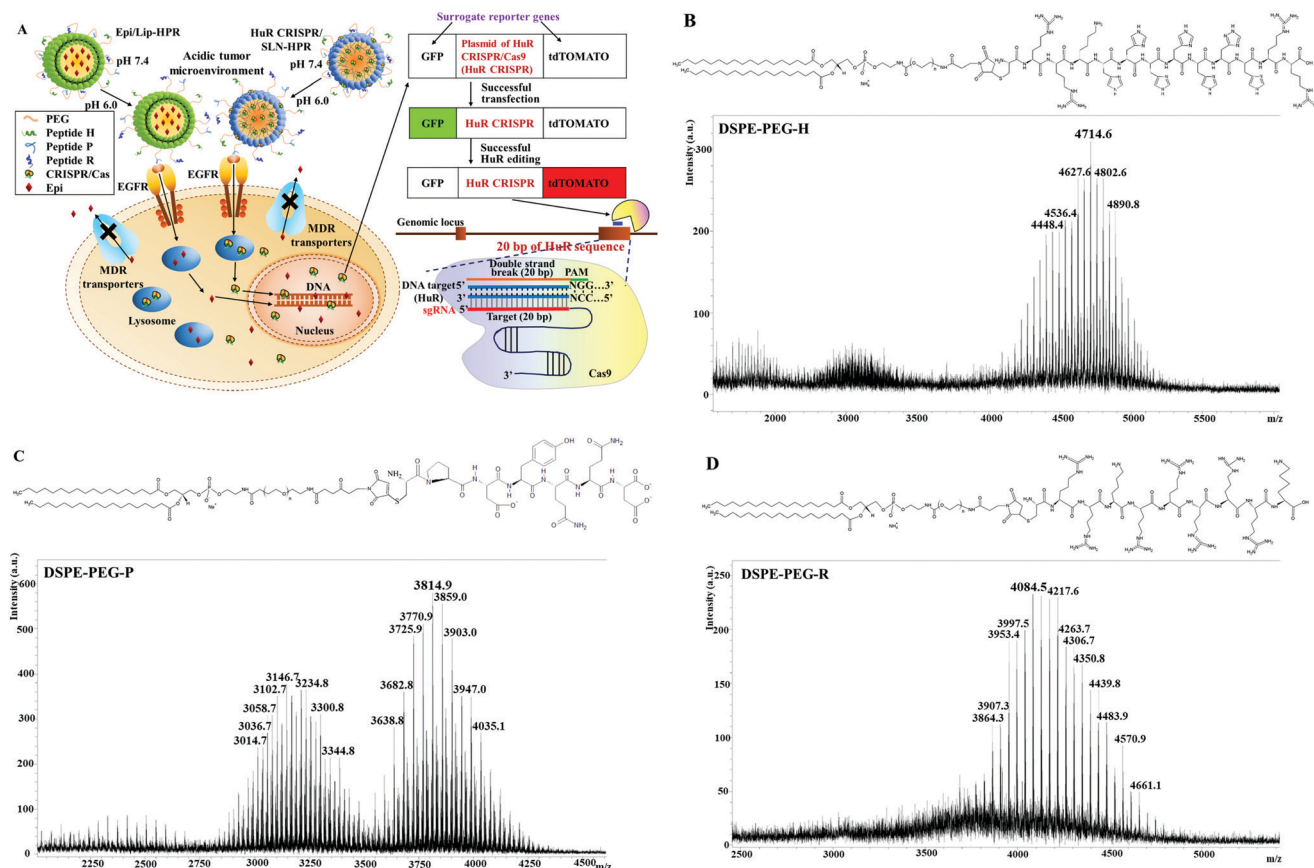 A
Epi/Lip-HPR
pH 7.4
pH 6.0
HuR CRISPR/
SLN-HPR
pH 7.4
Acidic tumor
microenvironment
pH 6.0
PEG
Peptide H
Peptide P
Peptide R
CRISPR/Cas
Epi
EGFR
EGFR
MDR
transporters
MDR
transporters
Lysosome
DNA
Nucleus
Surrogate reporter genes
GFP
Plasmid of HuR
CRISPR/Cas9
(HuR CRISPR)
tdTOMATO
Successful
transfection
GFP
HuR CRISPR
tdTOMATO
Successful
HuR editing
GFP
HuR CRISPR
tdTOMATO
Genomic locus
20 bp of HuR sequence
Double strand
break (20 bp)
PAM
DNA target 5'
NGG...3'
(HuR)
3'
NCC...5'
sgRNA
5'
Target (20 bp)
3'
Cas9
B
DSPE-PEG-H
Intensity (a.u.)
300
200
100
0
4714.6
4627.6
4802.6
4536.4
4890.8
4448.4
2000
3000
4000
4500
5000
5500
m/z
C
DSPE-PEG-P
Intensity (a.u.)
600
500
400
300
200
100
0
3814.9
3859.0
3770.9
3725.9
3903.0
3682.8
3947.0
3638.8
4035.1
3146.7
3234.8
3102.7
3058.7
3300.8
3036.7
3014.7
3344.8
2250
2500
2750
3000
3250
3500
3750
4000
4250
4500
m/z
D
DSPE-PEG-R
Intensity (a.u.)
250
200
150
100
50
0
4084.5
4217.6
3997.5
3953.4
4263.7
4306.7
4350.8
3907.3
3864.3
4439.8
4483.9
4570.9
4661.1
2500
3000
3500
4000
4500
5000
m/z